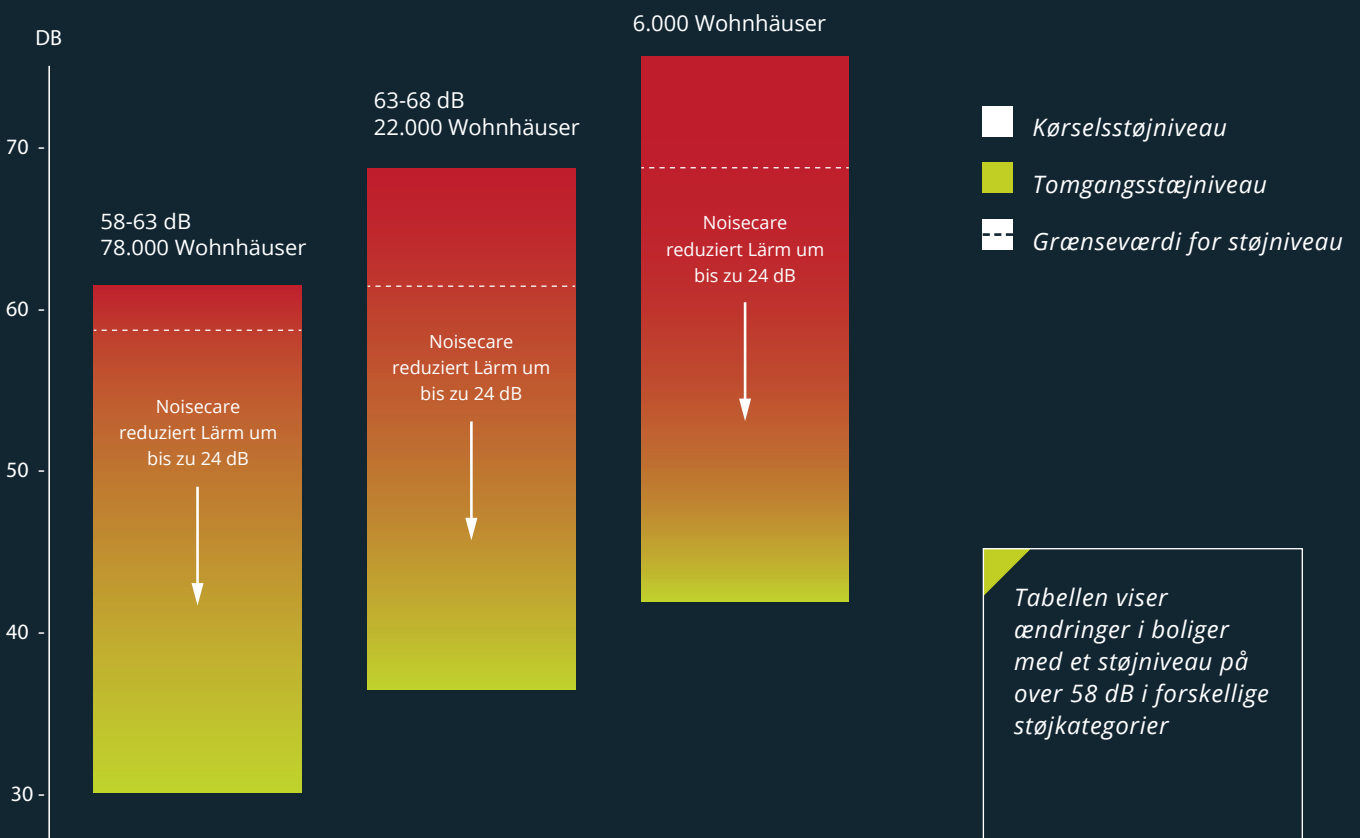 DB
70 -
60 -
50 -
40 -
30 -
58-63 dB
78.000 Wohnhäuser
Noisecare
reduziert Lärm um
bis zu 24 dB
63-68 dB
22.000 Wohnhäuser
Noisecare
reduziert Lärm um
bis zu 24 dB
6.000 Wohnhäuser
Noisecare
reduziert Lärm um
bis zu 24 dB
Kørselsstøjniveau
Tomgangsstæjniveau
Grænseværdi for støjniveau
Tabellen viser
ændringer i boliger
med et støjniveau på
over 58 dB i forskellige
støjkategorier